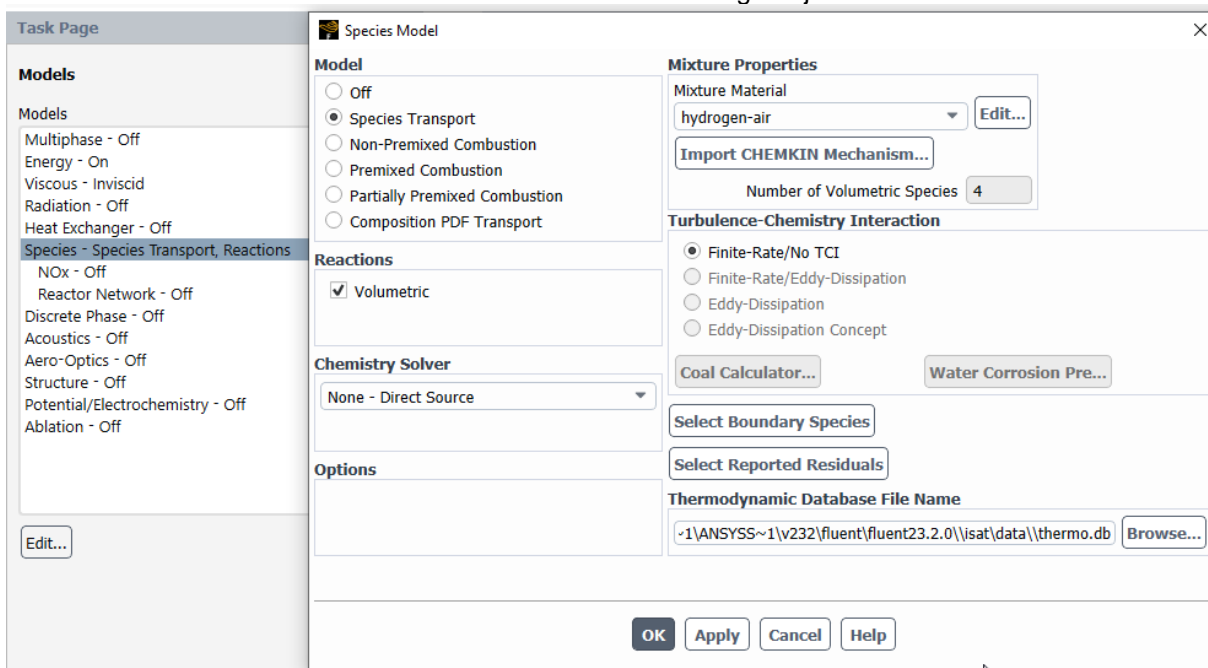 Task Page
Models
Models
Multiphase - Off
Energy - On
Viscous - Inviscid
Radiation - Off
Heat Exchanger - Off
Species - Species Transport, Reactions
NOx - Off
Reactor Network - Off
Discrete Phase - Off
Acoustics - Off
Aero-Optics - Off
Structure - Off
Potential/Electrochemistry - Off
Ablation - Off
Edit...
Species Model
Model
Off
Species Transport
Non-Premixed Combustion
Premixed Combustion
Partially Premixed Combustion
Composition PDF Transport
Reactions
Volumetric
Chemistry Solver
None - Direct Source
Options
Mixture Properties
Mixture Material
hydrogen-air Edit...
Import CHEMKIN Mechanism...
Number of Volumetric Species 4
Turbulence-Chemistry Interaction
Finite-Rate/No TCI
Finite-Rate/Eddy-Dissipation
Eddy-Dissipation
Eddy-Dissipation Concept
Coal Calculator... Water Corrosion Pre...
Select Boundary Species
Select Reported Residuals
Thermodynamic Database File Name
~1\ANSYSS~1\v232\fluent\fluent23.2.0\\isat\data\\thermo.db Browse...
OK Apply Cancel Help